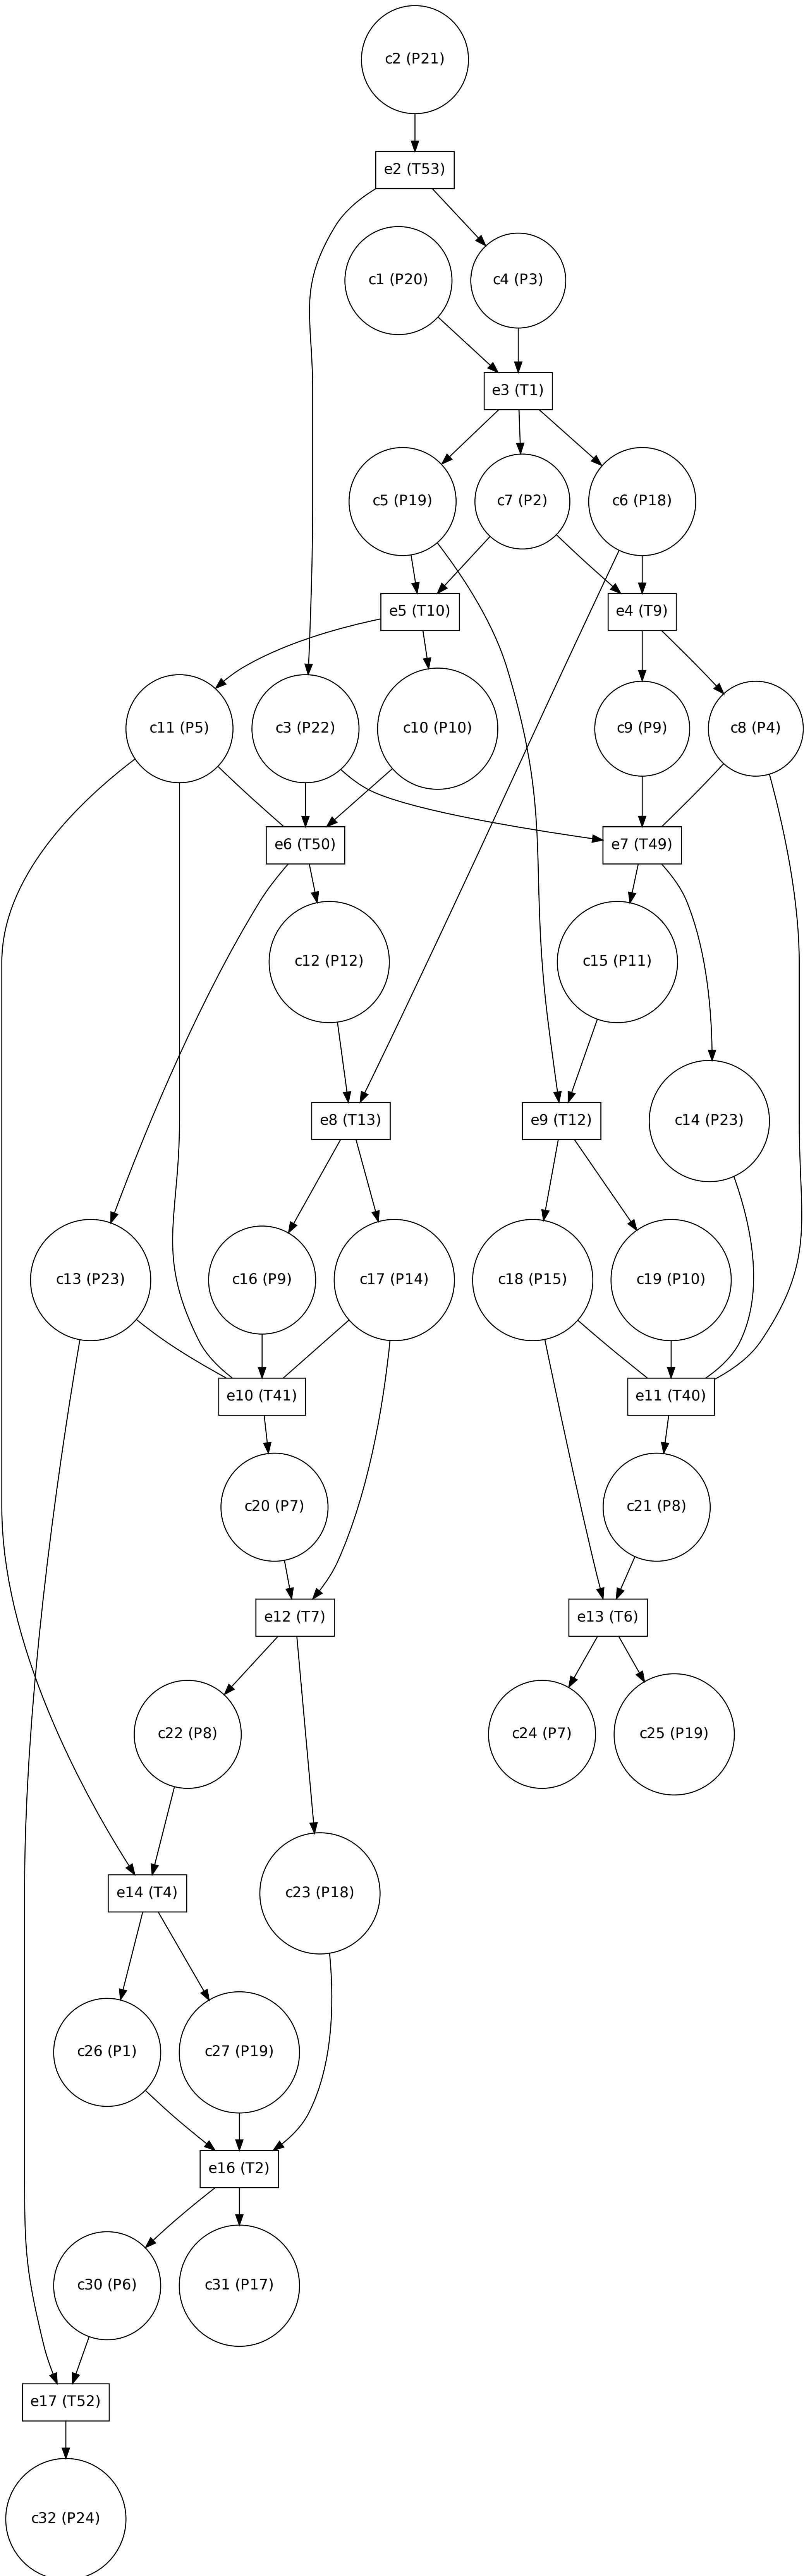 c2 (P21)
e2 (T53)
c1 (P20)
c4 (P3)
e3 (T1)
c5 (P19)
c7 (P2)
c6 (P18)
e5 (T10)
e4 (T9)
c11 (P5)
c3 (P22)
c10 (P10)
c9 (P9)
c8 (P4)
e6 (T50)
e7 (T49)
c12 (P12)
c15 (P11)
e8 (T13)
e9 (T12)
c14 (P23)
c13 (P23)
c16 (P9)
c17 (P14)
c18 (P15)
c19 (P10)
e10 (T41)
e11 (T40)
c20 (P7)
c21 (P8)
e12 (T7)
e13 (T6)
c22 (P8)
c24 (P7)
c25 (P19)
e14 (T4)
c23 (P18)
c26 (P1)
c27 (P19)
e16 (T2)
c30 (P6)
c31 (P17)
e17 (T52)
c32 (P24)